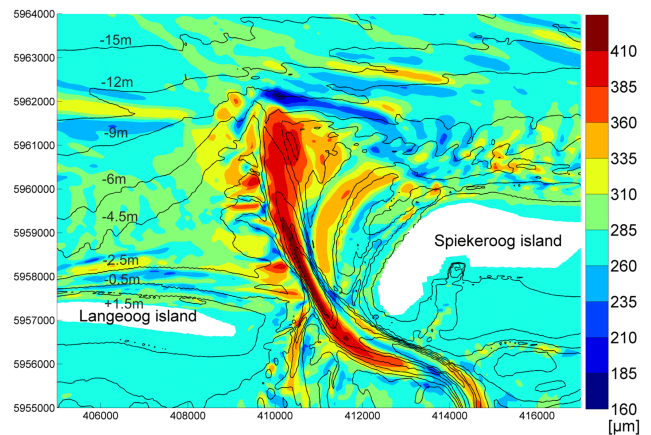 5964000
5963000
5962000
5961000
5960000
5959000
5958000
5957000
5956000
5955000
-15m
-12m
-9m
-6m
-4.5m
-2.5m
-0.5m
+1.5m
Langeoog island
Spiekeroog island
406000 408000 410000 412000 414000 416000
410
385
360
335
310
285
260
235
210
185
160
[µm]